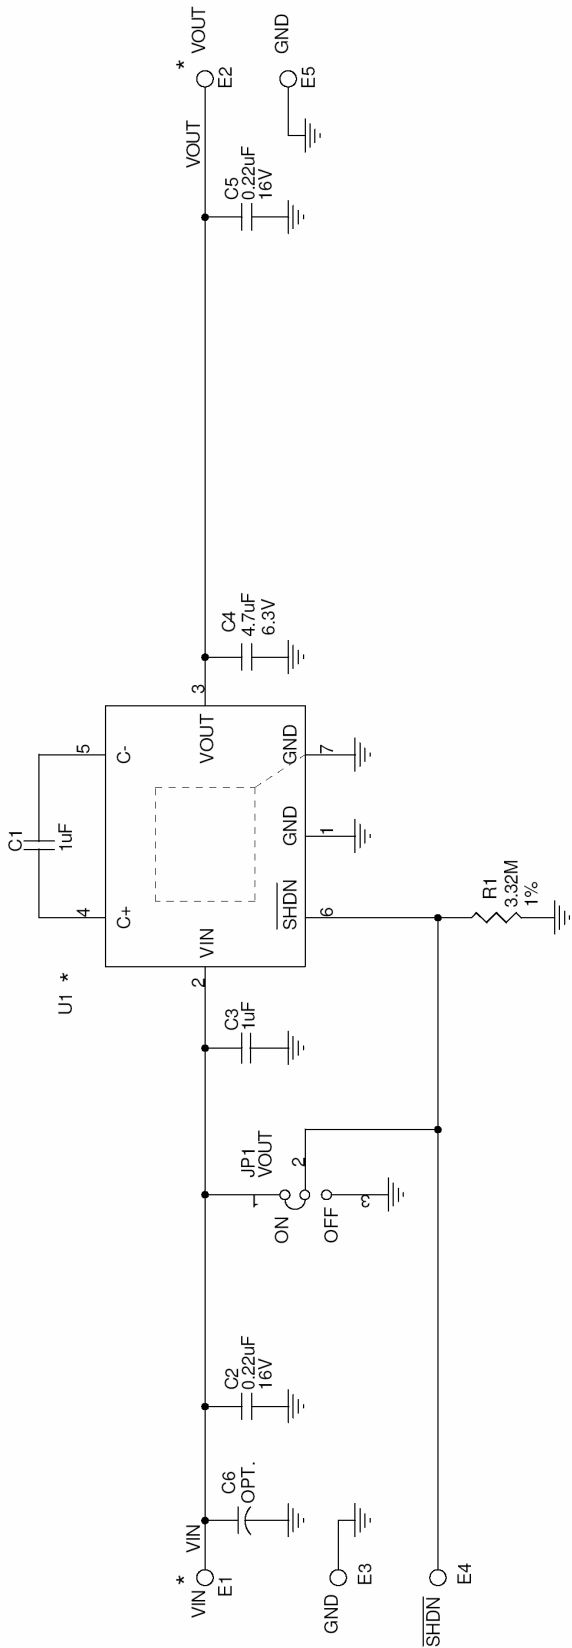 VIN
*
E1
VIN
C6
OPT.
C2
0.22uF
16V
JP1
VOUT
1
2
3
ON
OFF
C3
1uF
U1 *
C1
1uF
4
5
C+
C-
2
VIN
VOUT
3
S̅H̅D̅N̅
GND
GND
6
1
7
C4
4.7uF
6.3V
C5
0.22uF
16V
VOUT
*
VOUT
E2
GND
E5
GND
E3
S̅H̅D̅N̅
E4
R1
3.32M
1%